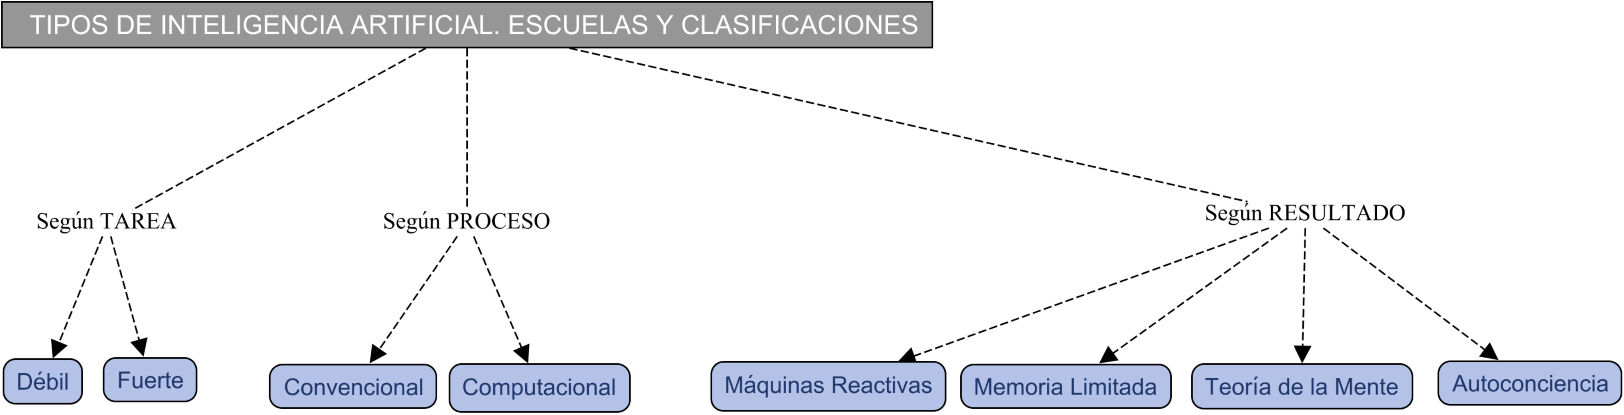 TIPOS DE INTELIGENCIA ARTIFICIAL. ESCUELAS Y CLASIFICACIONES
Según TAREA
Según PROCESO
Según RESULTADO
Débil
Fuerte
Convencional
Computacional
Máquinas Reactivas
Memoria Limitada
Teoría de la Mente
Autoconciencia